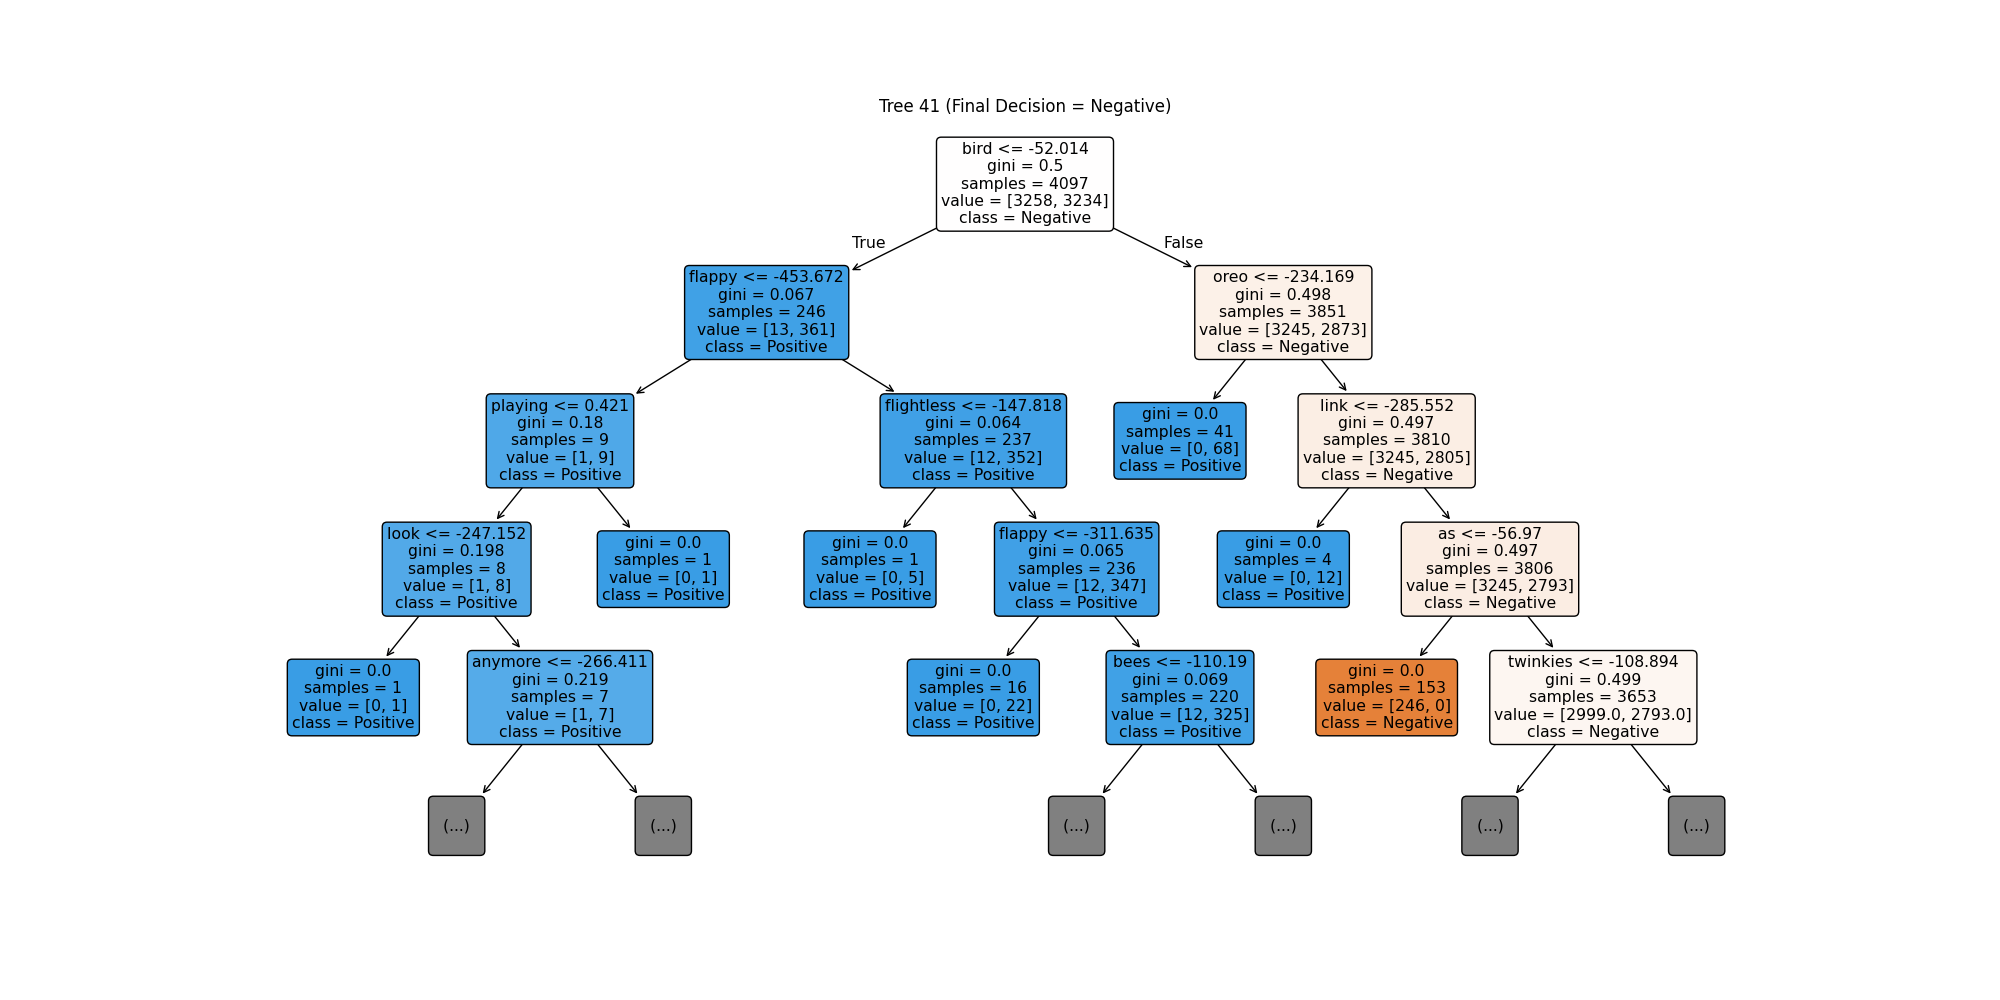 Tree 41 (Final Decision = Negative)
bird <= -52.014
gini = 0.5
samples = 4097
value = [3258, 3234]
class = Negative
True
False
flappy <= -453.672
gini = 0.067
samples = 246
value = [13, 361]
class = Positive
oreo <= -234.169
gini = 0.498
samples = 3851
value = [3245, 2873]
class = Negative
playing <= 0.421
gini = 0.18
samples = 9
value = [1, 9]
class = Positive
flightless <= -147.818
gini = 0.064
samples = 237
value = [12, 352]
class = Positive
gini = 0.0
samples = 41
value = [0, 68]
class = Positive
link <= -285.552
gini = 0.497
samples = 3810
value = [3245, 2805]
class = Negative
look <= -247.152
gini = 0.198
samples = 8
value = [1, 8]
class = Positive
gini = 0.0
samples = 1
value = [0, 1]
class = Positive
gini = 0.0
samples = 1
value = [0, 5]
class = Positive
flappy <= -311.635
gini = 0.065
samples = 236
value = [12, 347]
class = Positive
gini = 0.0
samples = 4
value = [0, 12]
class = Positive
as <= -56.97
gini = 0.497
samples = 3806
value = [3245, 2793]
class = Negative
gini = 0.0
samples = 1
value = [0, 1]
class = Positive
anymore <= -266.411
gini = 0.219
samples = 7
value = [1, 7]
class = Positive
gini = 0.0
samples = 16
value = [0, 22]
class = Positive
bees <= -110.19
gini = 0.069
samples = 220
value = [12, 325]
class = Positive
gini = 0.0
samples = 153
value = [246, 0]
class = Negative
twinkies <= -108.894
gini = 0.499
samples = 3653
value = [2999.0, 2793.0]
class = Negative
(...)
(...)
(...)
(...)
(...)
(...)